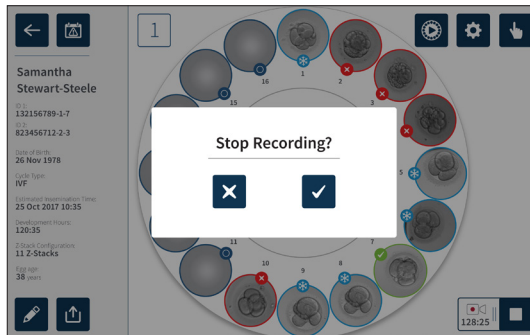 1
Samantha
Stewart-Steele
ID 1:
132156789-1-7
ID 2:
823456712-2-3
Date of Birth:
26 Nov 1978
Cycle Type:
IVF
Estimated Insemination Time:
25 Oct 2017 10:35
Development Hours:
120:35
Z-Stack Configuration:
11 Z-Stacks
Egg age:
38 years
16
1
2
15
3
Stop Recording?
5
11
7
10
9
8
128:25